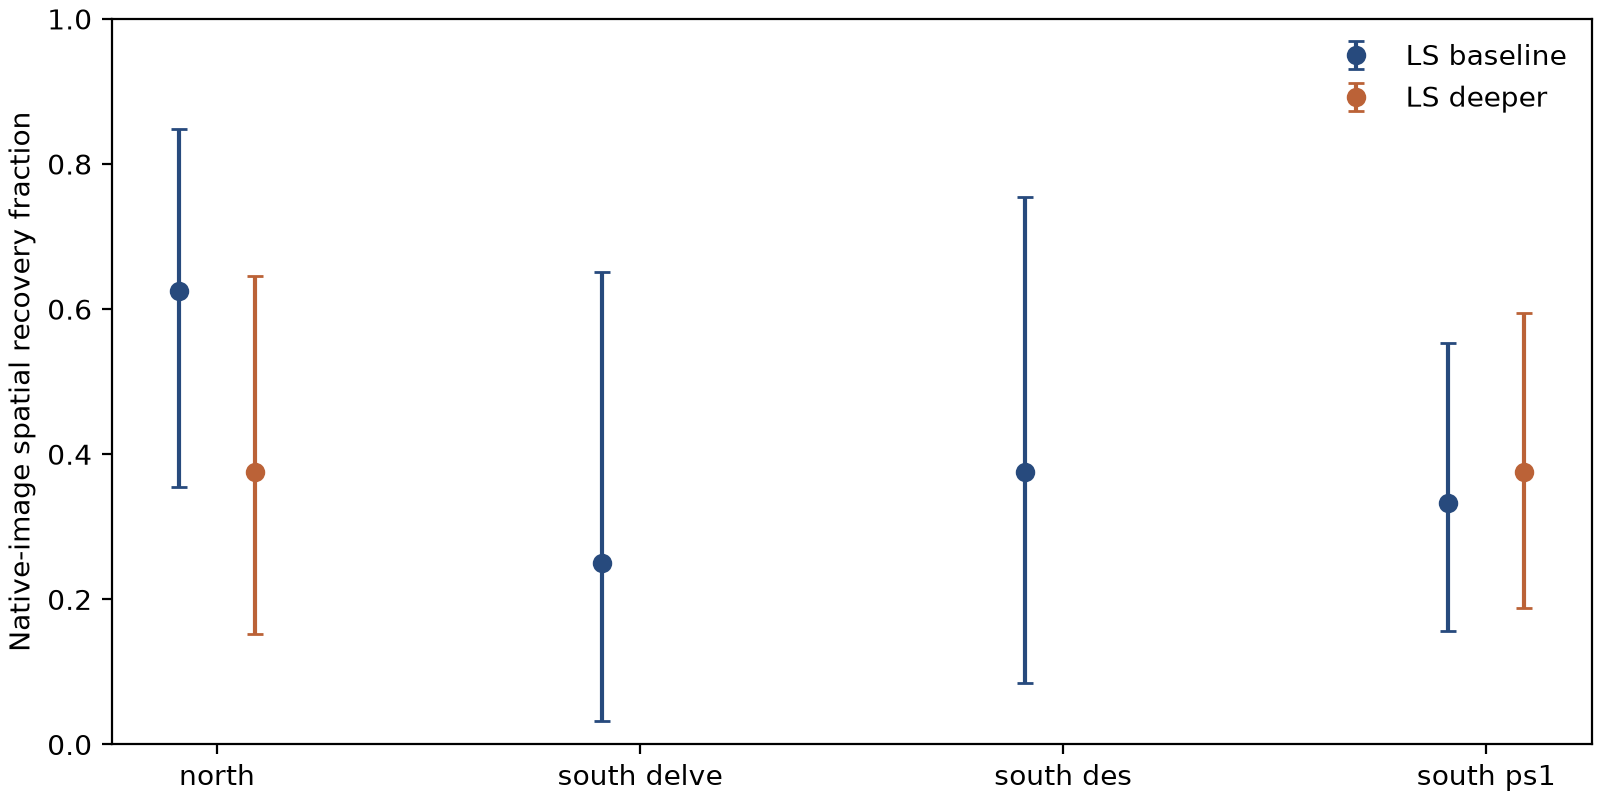 1.0
0.8
0.6
0.4
0.2
0.0
Native-image spatial recovery fraction
LS baseline
LS deeper
north
south delve
south des
south ps1